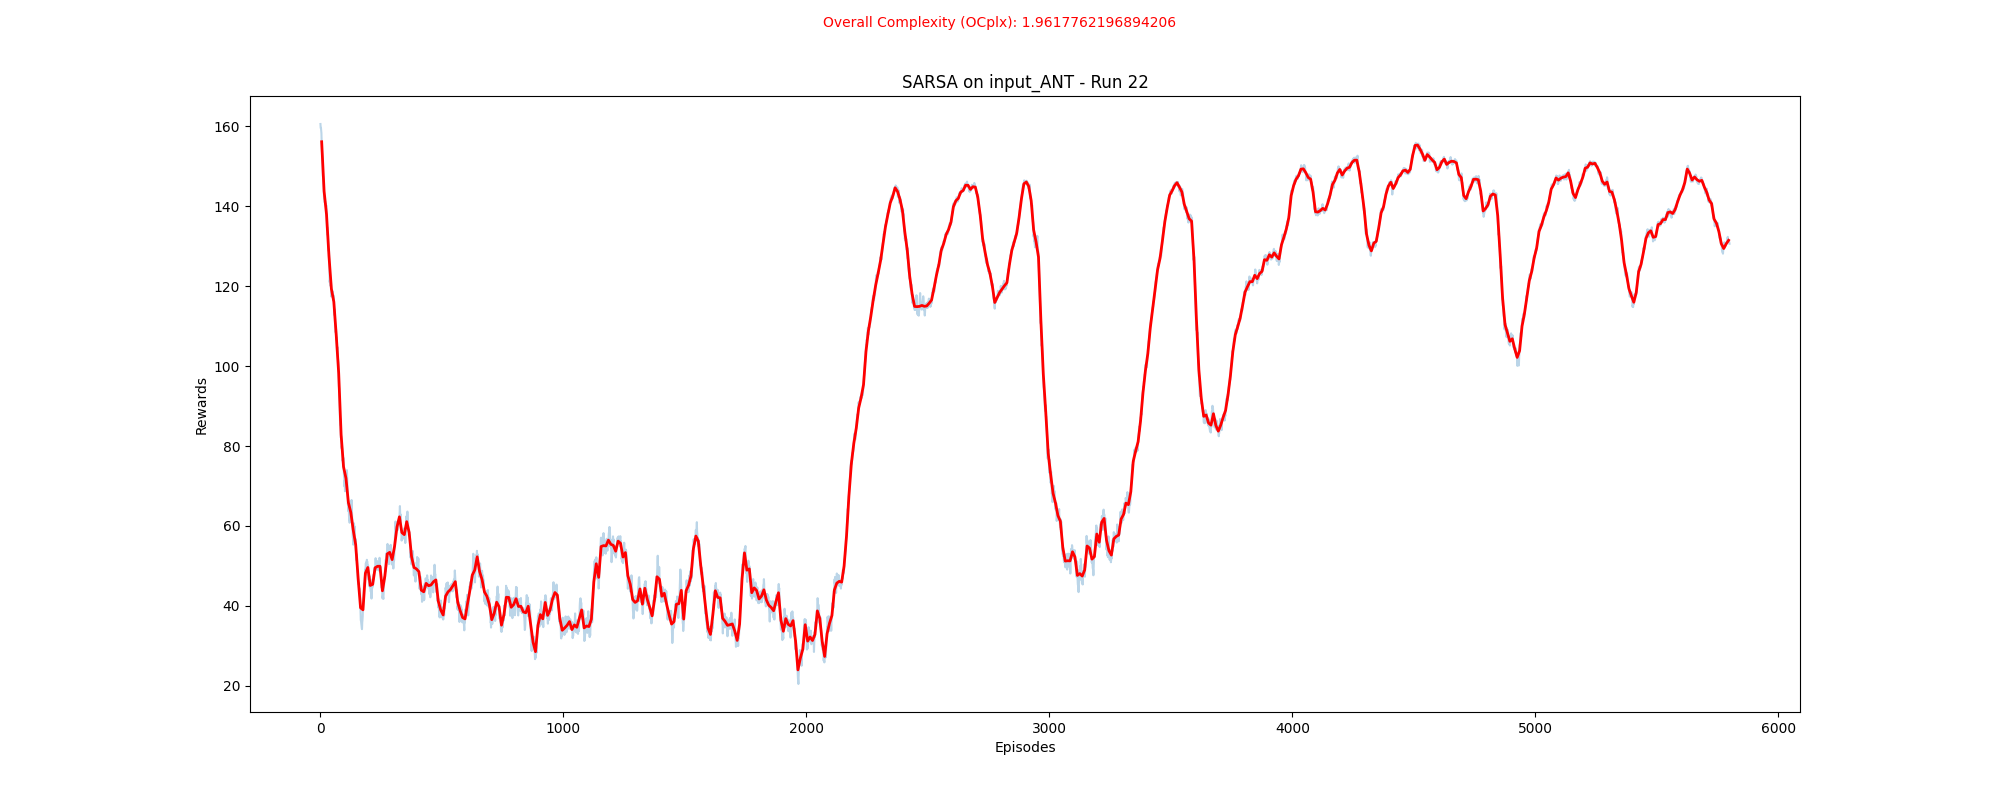 Overall Complexity (OCplx): 1.9617762196894206
SARSA on input_ANT - Run 22
160
140
120
100
80
60
40
20
Rewards
0 1000 2000 3000 4000 5000 6000
Episodes